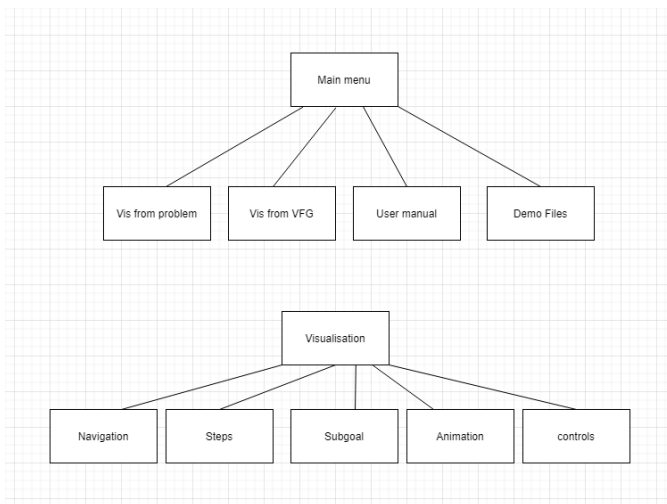 Main menu
Vis from problem
Vis from VFG
User manual
Demo Files
Visualisation
Navigation
Steps
Subgoal
Animation
controls